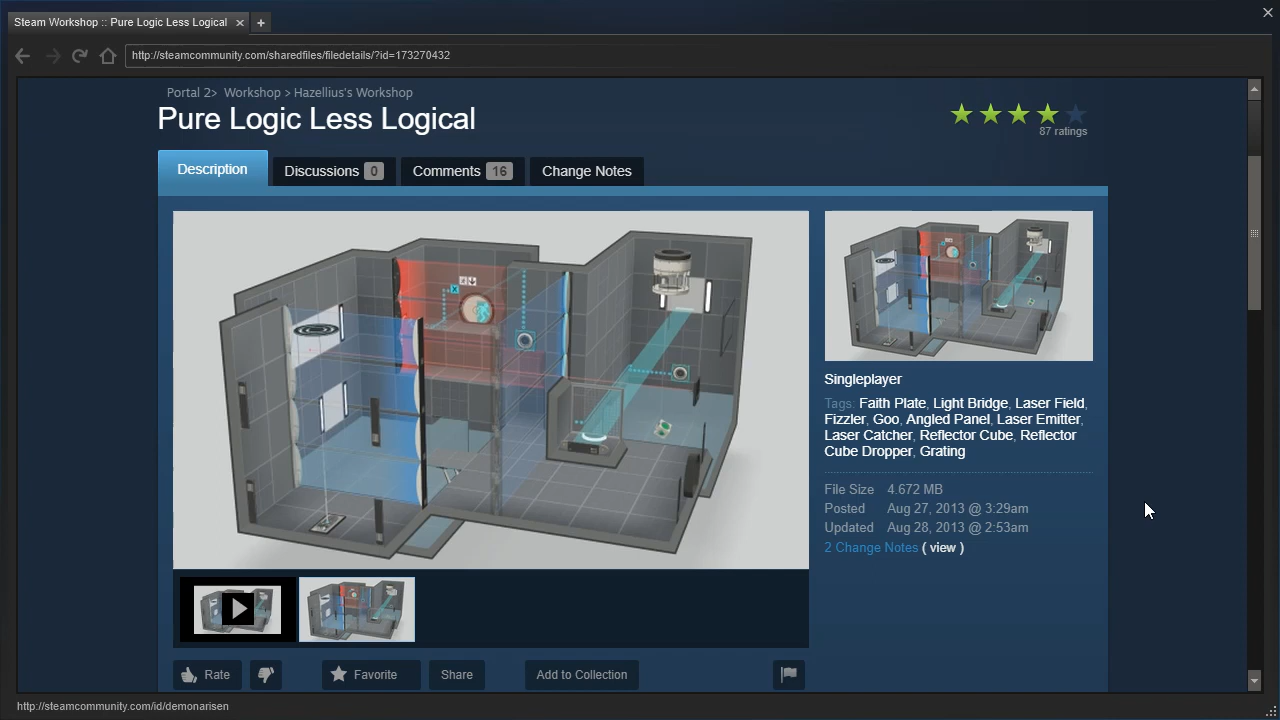 Steam Workshop :: Pure Logic Less Logical
http://steamcommunity.com/sharedfiles/filedetails/?id=173270432
Portal 2> Workshop > Hazellius's Workshop
Pure Logic Less Logical
87 ratings
Description
Discussions 0
Comments 16
Change Notes
Singleplayer
Tags: Faith Plate, Light Bridge, Laser Field,
Fizzler, Goo, Angled Panel, Laser Emitter,
Laser Catcher, Reflector Cube, Reflector
Cube Dropper, Grating
File Size 4.672 MB
Posted Aug 27, 2013 @ 3:29am
Updated Aug 28, 2013 @ 2:53am
2 Change Notes ( view )
Rate
Favorite
Share
Add to Collection
http://steamcommunity.com/id/demonarisen